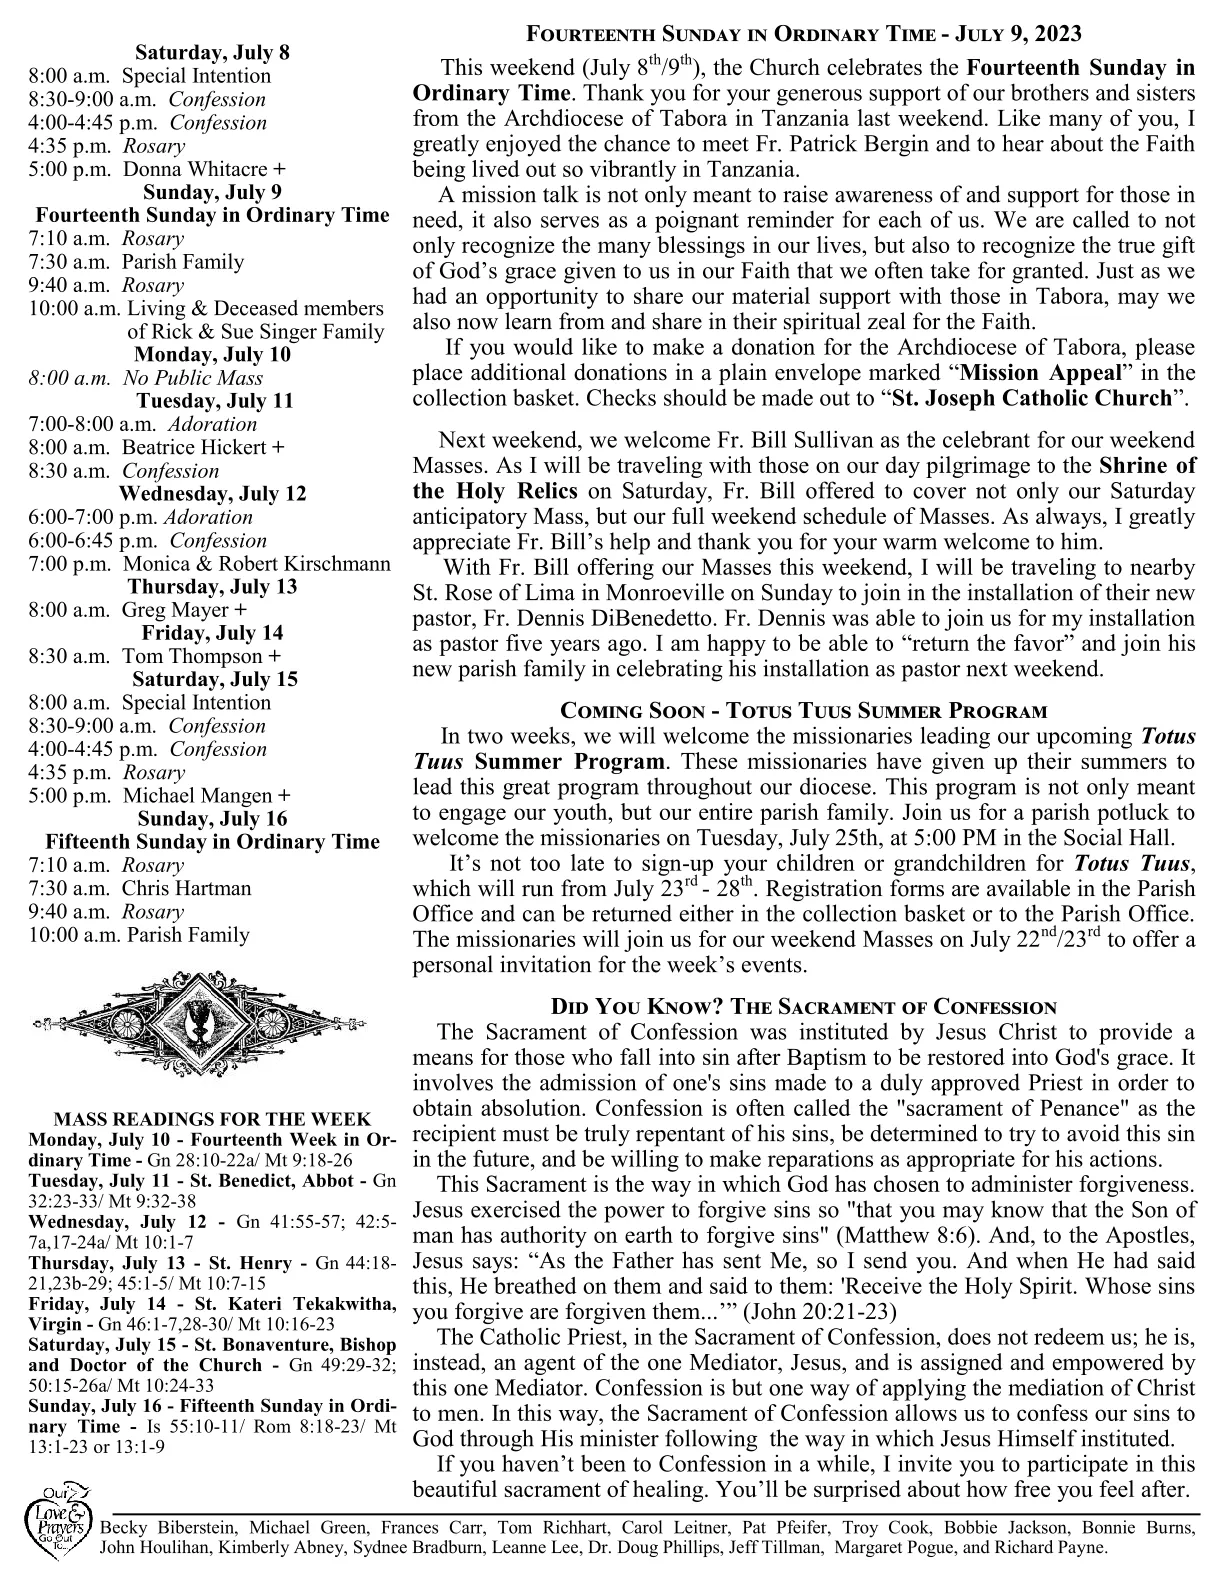 Saturday, July 8
8:00 a.m. Special Intention
8:30-9:00 a.m. Confession
4:00-4:45 p.m. Confession
4:35 p.m. Rosary
5:00 p.m. Donna Whitacre +
Sunday, July 9
Fourteenth Sunday in Ordinary Time
7:10 a.m. Rosary
7:30 a.m. Parish Family
9:40 a.m. Rosary
10:00 a.m. Living & Deceased members
of Rick & Sue Singer Family
Monday, July 10
8:00 a.m. No Public Mass
Tuesday, July 11
7:00-8:00 a.m. Adoration
8:00 a.m. Beatrice Hickert +
8:30 a.m. Confession
Wednesday, July 12
6:00-7:00 p.m. Adoration
6:00-6:45 p.m. Confession
7:00 p.m. Monica & Robert Kirschmann
Thursday, July 13
8:00 a.m. Greg Mayer +
Friday, July 14
8:30 a.m. Tom Thompson +
Saturday, July 15
8:00 a.m. Special Intention
8:30-9:00 a.m. Confession
4:00-4:45 p.m. Confession
4:35 p.m. Rosary
5:00 p.m. Michael Mangen +
Sunday, July 16
Fifteenth Sunday in Ordinary Time
7:10 a.m. Rosary
7:30 a.m. Chris Hartman
9:40 a.m. Rosary
10:00 a.m. Parish Family
MASS READINGS FOR THE WEEK
Monday, July 10 - Fourteenth Week in Or-
dinary Time - Gn 28:10-22a/ Mt 9:18-26
Tuesday, July 11 - St. Benedict, Abbot - Gn
32:23-33/ Mt 9:32-38
Wednesday, July 12 - Gn 41:55-57; 42:5-
7a,17-24a/ Mt 10:1-7
Thursday, July 13 - St. Henry - Gn 44:18-
21,23b-29; 45:1-5/ Mt 10:7-15
Friday, July 14 - St. Kateri Tekakwitha,
Virgin - Gn 46:1-7,28-30/ Mt 10:16-23
Saturday, July 15 - St. Bonaventure, Bishop
and Doctor of the Church - Gn 49:29-32;
50:15-26a/ Mt 10:24-33
Sunday, July 16 - Fifteenth Sunday in Ordi-
nary Time - Is 55:10-11/ Rom 8:18-23/ Mt
13:1-23 or 13:1-9
Fourteenth Sunday in Ordinary Time - July 9, 2023
This weekend (July 8th/9th), the Church celebrates the Fourteenth Sunday in
Ordinary Time. Thank you for your generous support of our brothers and sisters
from the Archdiocese of Tabora in Tanzania last weekend. Like many of you, I
greatly enjoyed the chance to meet Fr. Patrick Bergin and to hear about the Faith
being lived out so vibrantly in Tanzania.
A mission talk is not only meant to raise awareness of and support for those in
need, it also serves as a poignant reminder for each of us. We are called to not
only recognize the many blessings in our lives, but also to recognize the true gift
of God's grace given to us in our Faith that we often take for granted. Just as we
had an opportunity to share our material support with those in Tabora, may we
also now learn from and share in their spiritual zeal for the Faith.
If you would like to make a donation for the Archdiocese of Tabora, please
place additional donations in a plain envelope marked “Mission Appeal” in the
collection basket. Checks should be made out to “St. Joseph Catholic Church”.
Next weekend, we welcome Fr. Bill Sullivan as the celebrant for our weekend
Masses. As I will be traveling with those on our day pilgrimage to the Shrine of
the Holy Relics on Saturday, Fr. Bill offered to cover not only our Saturday
anticipatory Mass, but our full weekend schedule of Masses. As always, I greatly
appreciate Fr. Bill’s help and thank you for your warm welcome to him.
With Fr. Bill offering our Masses this weekend, I will be traveling to nearby
St. Rose of Lima in Monroeville on Sunday to join in the installation of their new
pastor, Fr. Dennis DiBenedetto. Fr. Dennis was able to join us for my installation
as pastor five years ago. I am happy to be able to “return the favor” and join his
new parish family in celebrating his installation as pastor next weekend.
Coming Soon - Totus Tuus Summer Program
In two weeks, we will welcome the missionaries leading our upcoming Totus
Tuus Summer Program. These missionaries have given up their summers to
lead this great program throughout our diocese. This program is not only meant
to engage our youth, but our entire parish family. Join us for a parish potluck to
welcome the missionaries on Tuesday, July 25th, at 5:00 PM in the Social Hall.
It’s not too late to sign-up your children or grandchildren for Totus Tuus,
which will run from July 23rd - 28th. Registration forms are available in the Parish
Office and can be returned either in the collection basket or to the Parish Office.
The missionaries will join us for our weekend Masses on July 22nd/23rd to offer a
personal invitation for the week’s events.
Did You Know? The Sacrament of Confession
The Sacrament of Confession was instituted by Jesus Christ to provide a
means for those who fall into sin after Baptism to be restored into God's grace. It
involves the admission of one's sins made to a duly approved Priest in order to
obtain absolution. Confession is often called the "sacrament of Penance" as the
recipient must be truly repentant of his sins, be determined to try to avoid this sin
in the future, and be willing to make reparations as appropriate for his actions.
This Sacrament is the way in which God has chosen to administer forgiveness.
Jesus exercised the power to forgive sins so "that you may know that the Son of
man has authority on earth to forgive sins" (Matthew 8:6). And, to the Apostles,
Jesus says: “As the Father has sent Me, so I send you. And when He had said
this, He breathed on them and said to them: 'Receive the Holy Spirit. Whose sins
you forgive are forgiven them...’” (John 20:21-23)
The Catholic Priest, in the Sacrament of Confession, does not redeem us; he is,
instead, an agent of the one Mediator, Jesus, and is assigned and empowered by
this one Mediator. Confession is but one way of applying the mediation of Christ
to men. In this way, the Sacrament of Confession allows us to confess our sins to
God through His minister following the way in which Jesus Himself instituted.
If you haven’t been to Confession in a while, I invite you to participate in this
beautiful sacrament of healing. You’ll be surprised about how free you feel after.
Our
Love &
Prayers
Go Out
To...
Becky Biberstein, Michael Green, Frances Carr, Tom Richhart, Carol Leitner, Pat Pfeifer, Troy Cook, Bobbie Jackson, Bonnie Burns,
John Houlihan, Kimberly Abney, Sydnee Bradburn, Leanne Lee, Dr. Doug Phillips, Jeff Tillman, Margaret Pogue, and Richard Payne.